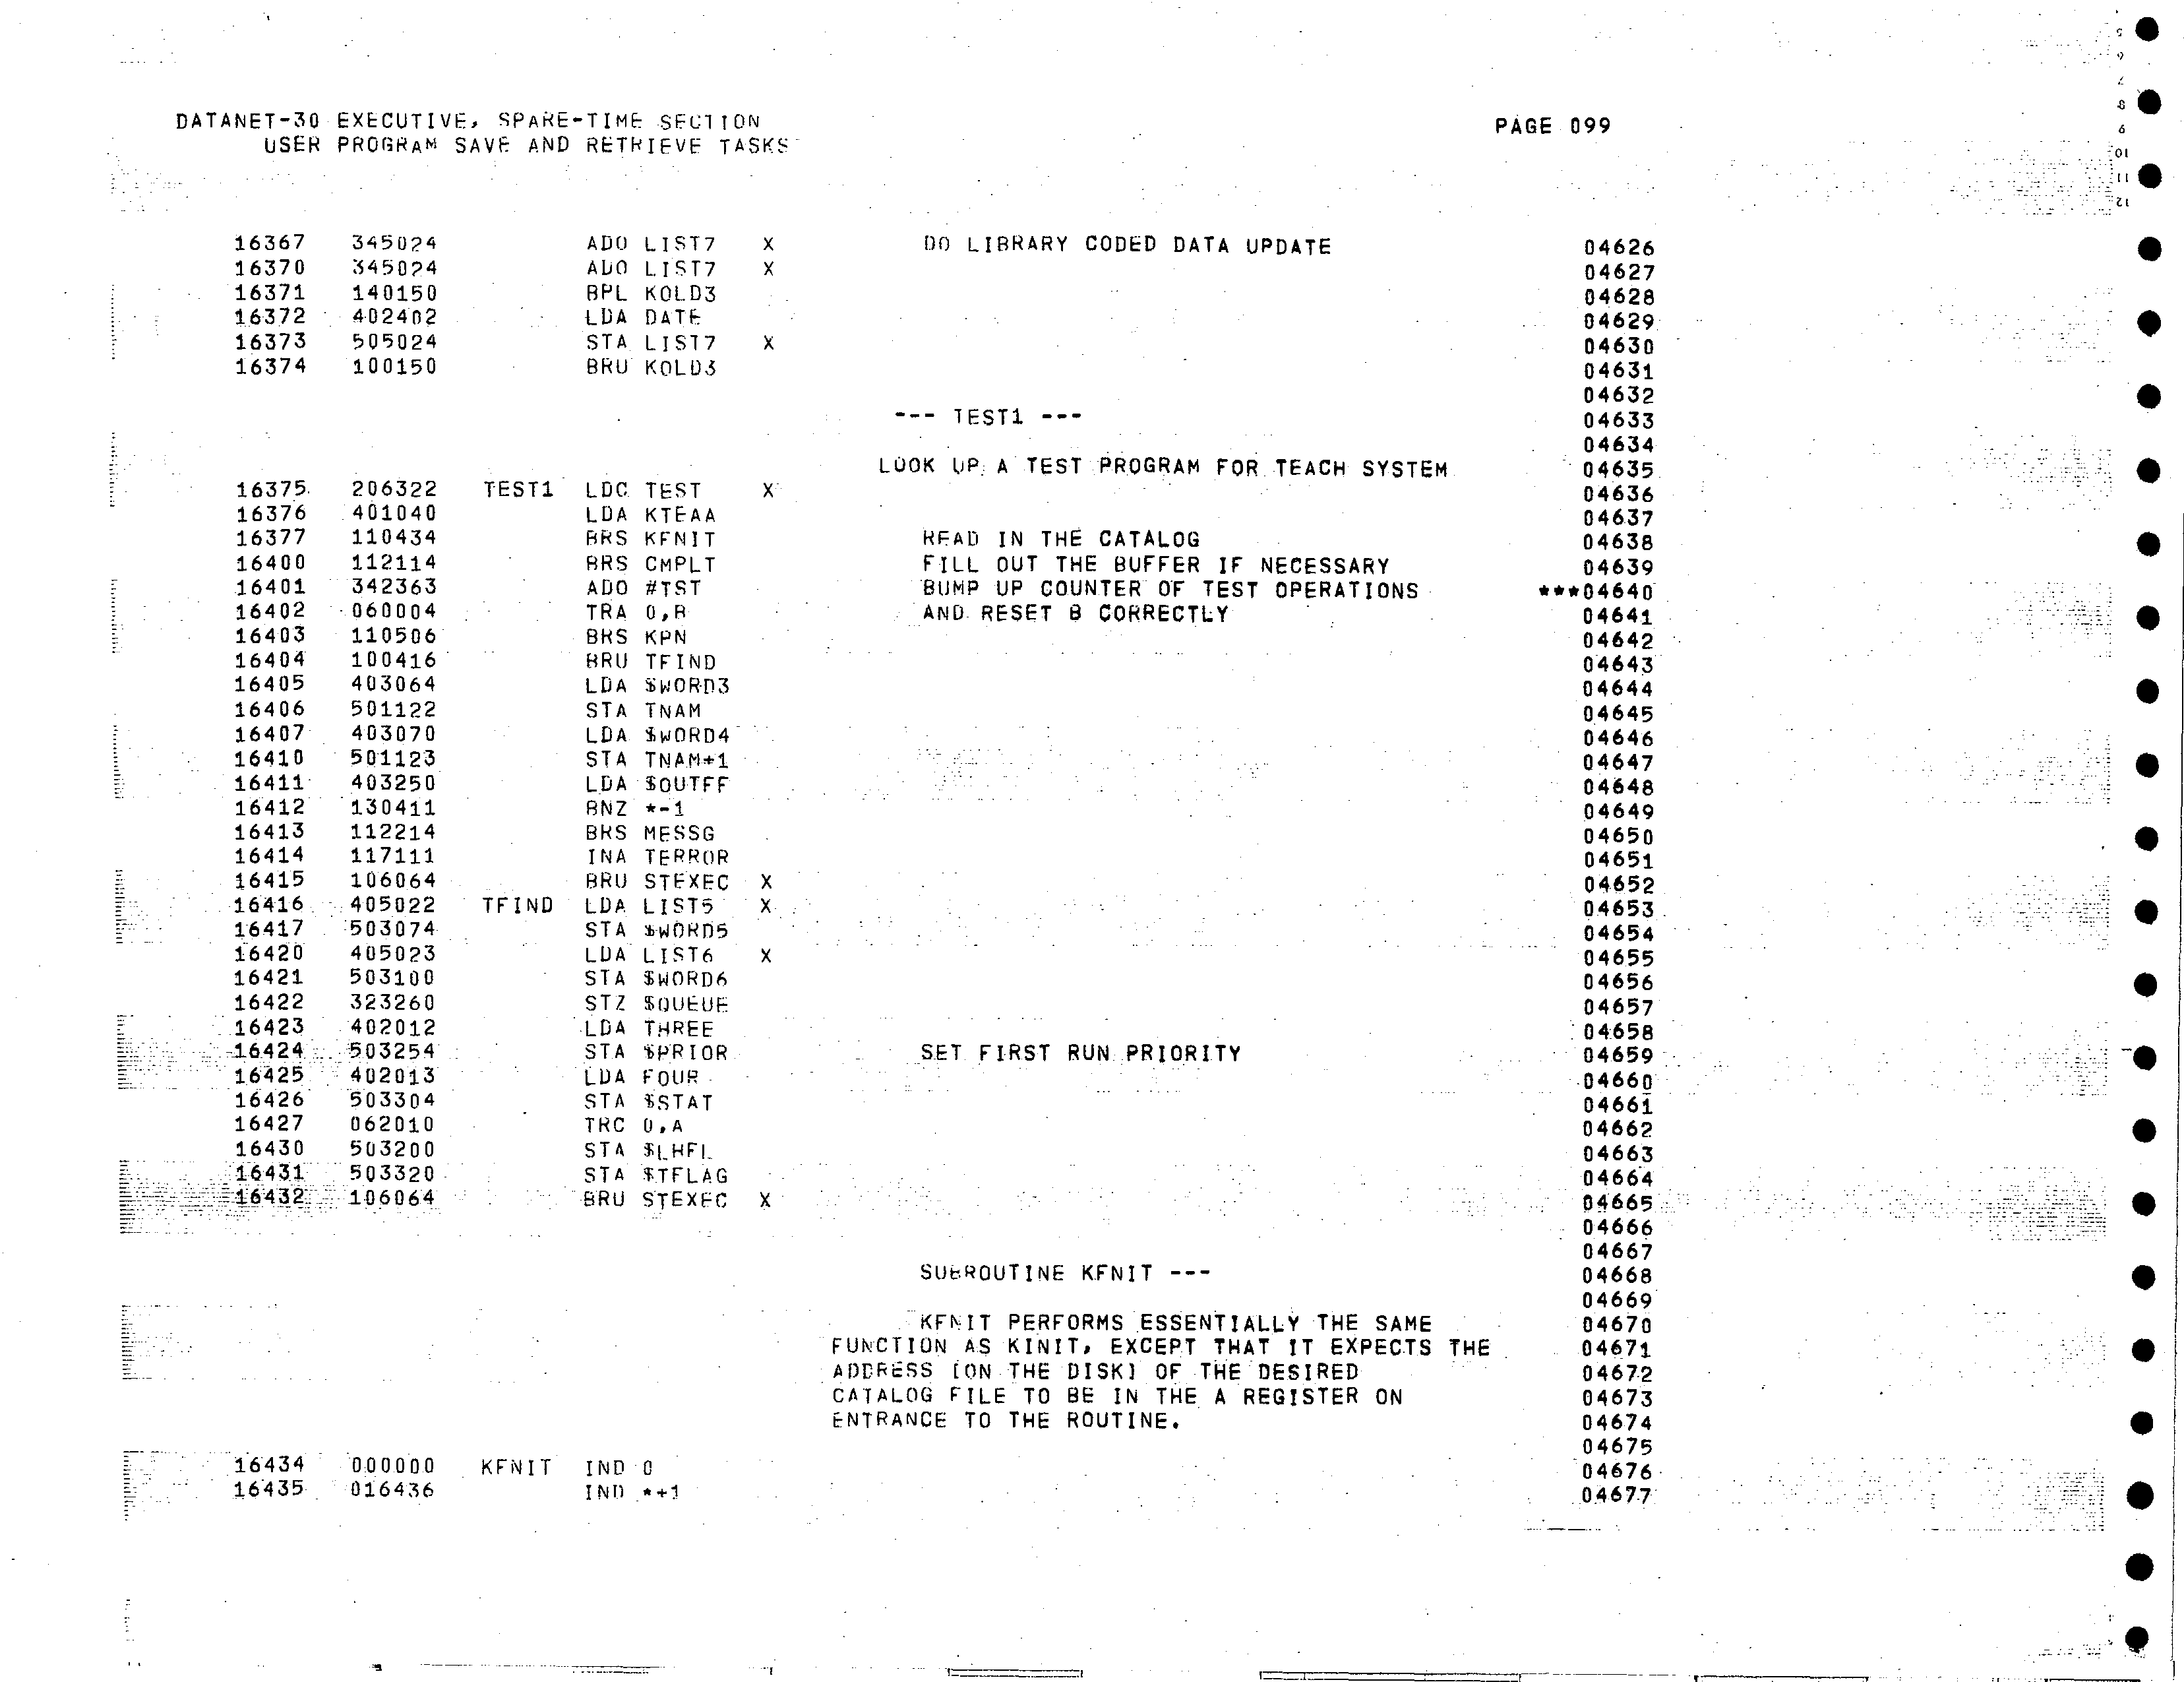 DATANET-30 EXECUTIVE, SPARE-TIME SECTION PAGE 099
USER PROGRAM SAVE AND RETRIEVE TASKS
16367 345024 ADO LIST7 X DO LIBRARY CODED DATA UPDATE 04626
16370 345024 ADO LIST7 X 04627
16371 140150 BPL KOLD3 04628
16372 402402 LDA DATE 04629
16373 505024 STA LIST7 X 04630
16374 100150 BRU KOLD3 04631
04632
--- TEST1 --- 04633
04634
LOOK UP A TEST PROGRAM FOR TEACH SYSTEM 04635
16375 206322 TEST1 LDC TEST X 04636
16376 401040 LDA KTEAA 04637
16377 110434 BRS KFNIT READ IN THE CATALOG 04638
16400 112114 BRS CMPLT FILL OUT THE BUFFER IF NECESSARY 04639
16401 342363 ADO #TST BUMP UP COUNTER OF TEST OPERATIONS ***04640
16402 060004 TRA 0,B AND RESET B CORRECTLY 04641
16403 110506 BRS KPN 04642
16404 100416 BRU TFIND 04643
16405 403064 LDA $WORD3 04644
16406 501122 STA TNAM 04645
16407 403070 LDA $WORD4 04646
16410 501123 STA TNAM+1 04647
16411 403250 LDA $OUTFF 04648
16412 130411 BNZ *-1 04649
16413 112214 BRS MESSG 04650
16414 117111 INA TERROR 04651
16415 106064 BRU STEXEC X 04652
16416 405022 TFIND LDA LIST5 X 04653
16417 503074 STA $WORD5 04654
16420 405023 LDA LIST6 X 04655
16421 503100 STA $WORD6 04656
16422 323260 STZ $QUEUE 04657
16423 402012 LDA THREE 04658
16424 503254 STA $PRIOR SET FIRST RUN PRIORITY 04659
16425 402013 LDA FOUR 04660
16426 503304 STA $STAT 04661
16427 062010 TRC 0,A 04662
16430 503200 STA $LHFL 04663
16431 503320 STA $TFLAG 04664
16432 106064 BRU STEXEC X 04665
04666
04667
SUBROUTINE KFNIT --- 04668
04669
KFNIT PERFORMS ESSENTIALLY THE SAME 04670
FUNCTION AS KINIT, EXCEPT THAT IT EXPECTS THE 04671
ADDRESS [ON THE DISK] OF THE DESIRED 04672
CATALOG FILE TO BE IN THE A REGISTER ON 04673
ENTRANCE TO THE ROUTINE. 04674
04675
16434 000000 KFNIT IND 0 04676
16435 016436 IND *+1 04677